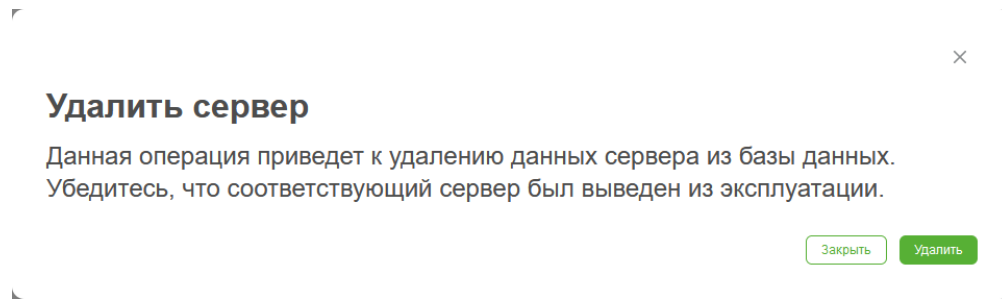 Удалить сервер
Данная операция приведет к удалению данных сервера из базы данных.
Убедитесь, что соответствующий сервер был выведен из эксплуатации.
Закрыть Удалить